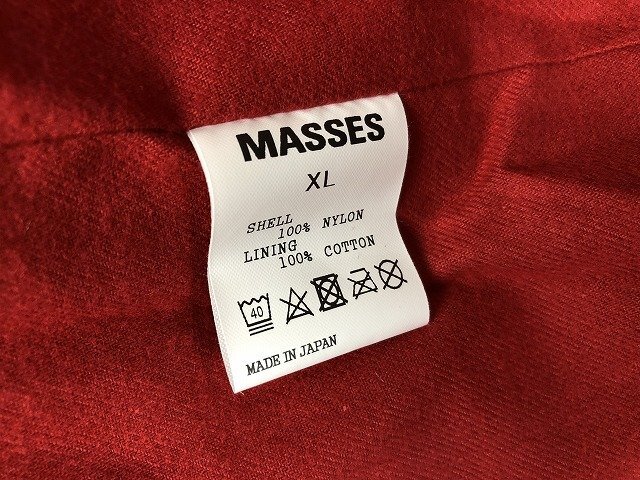 MASSES
XL
SHELL
100% NYLON
LINING
100% COTTON
40
MADE IN JAPAN